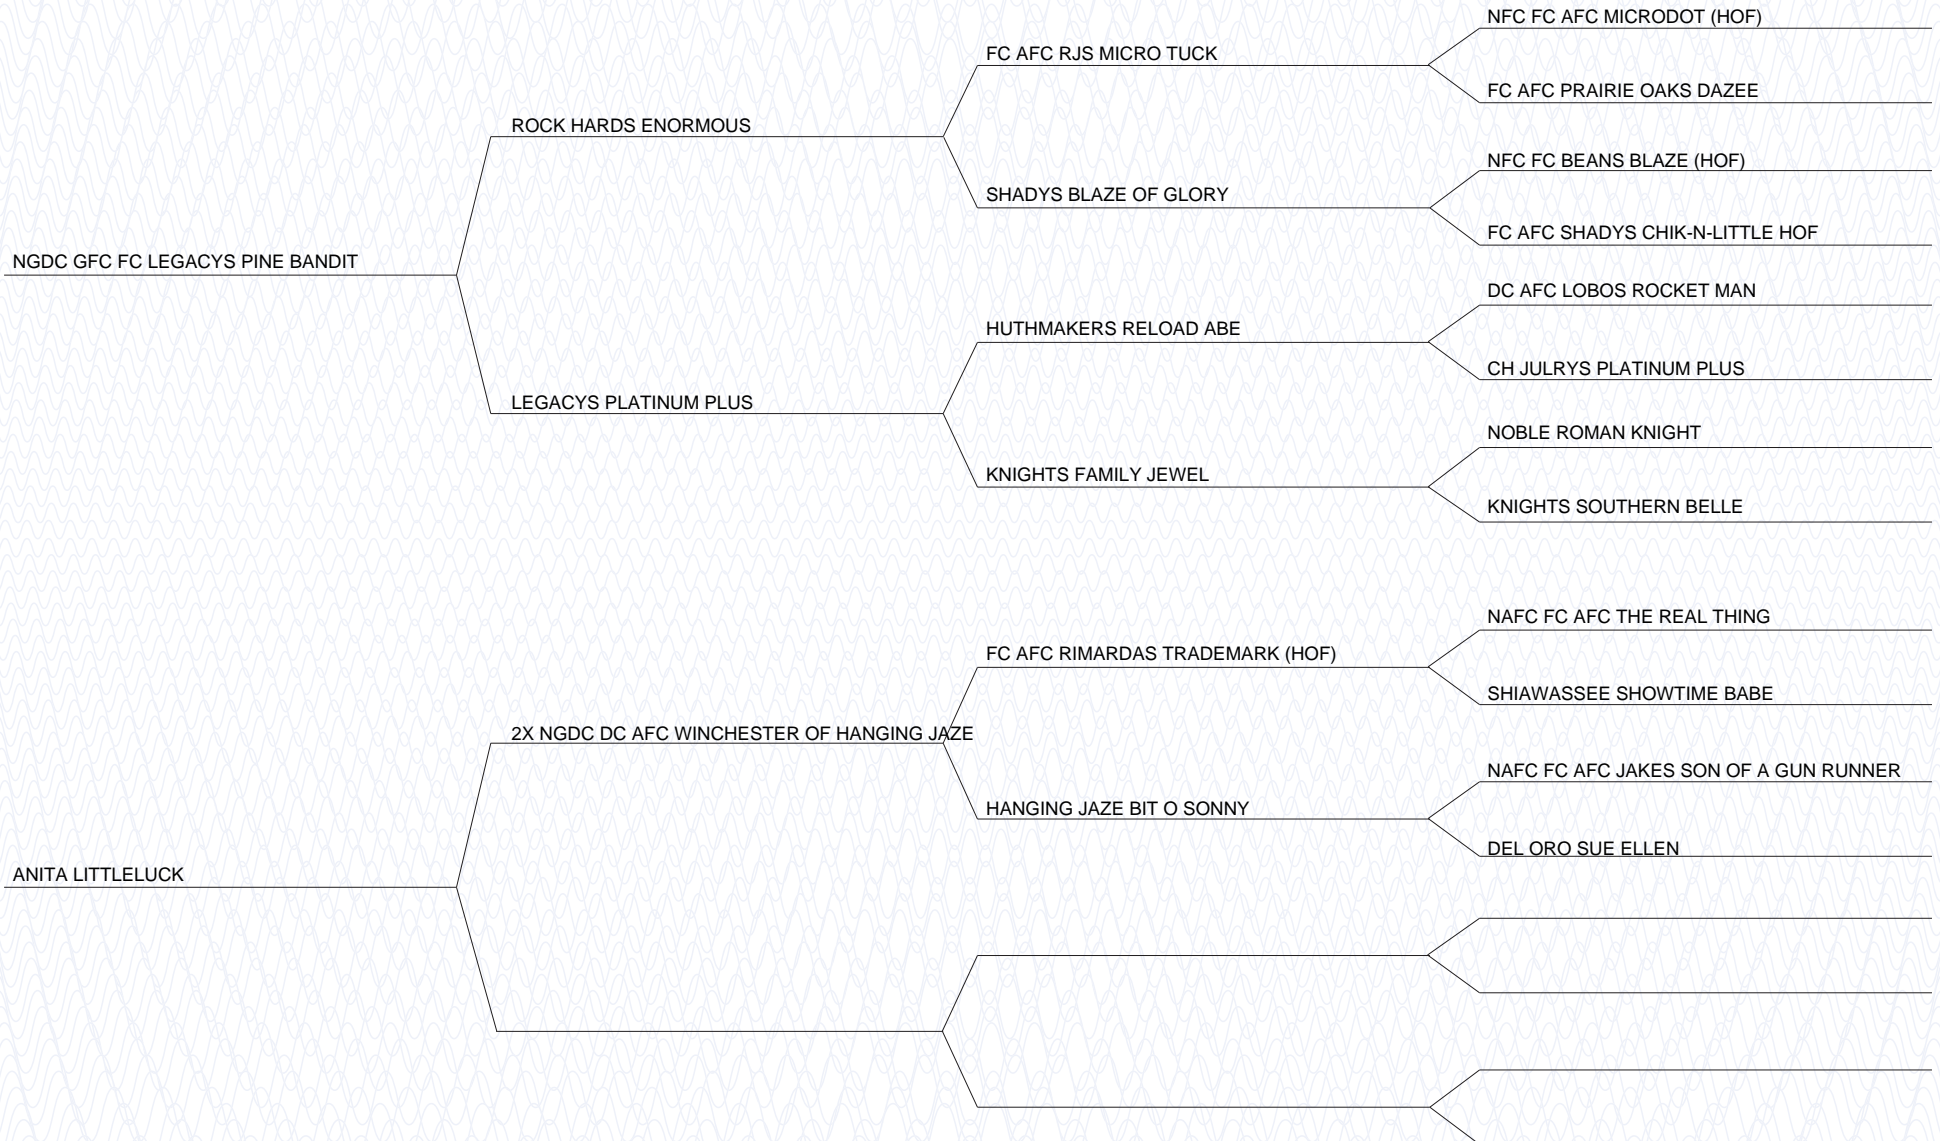 NFC FC AFC MICRODOT (HOF)
FC AFC RJS MICRO TUCK
FC AFC PRAIRIE OAKS DAZEE
ROCK HARDS ENORMOUS
NFC FC BEANS BLAZE (HOF)
SHADYS BLAZE OF GLORY
FC AFC SHADYS CHIK-N-LITTLE HOF
NGDC GFC FC LEGACYS PINE BANDIT
DC AFC LOBOS ROCKET MAN
HUTHMAKERS RELOAD ABE
CH JULRYS PLATINUM PLUS
LEGACYS PLATINUM PLUS
NOBLE ROMAN KNIGHT
KNIGHTS FAMILY JEWEL
KNIGHTS SOUTHERN BELLE
NAFC FC AFC THE REAL THING
FC AFC RIMARDAS TRADEMARK (HOF)
SHIAWASSEE SHOWTIME BABE
2X NGDC DC AFC WINCHESTER OF HANGING JAZE
NAFC FC AFC JAKES SON OF A GUN RUNNER
HANGING JAZE BIT O SONNY
DEL ORO SUE ELLEN
ANITA LITTLELUCK